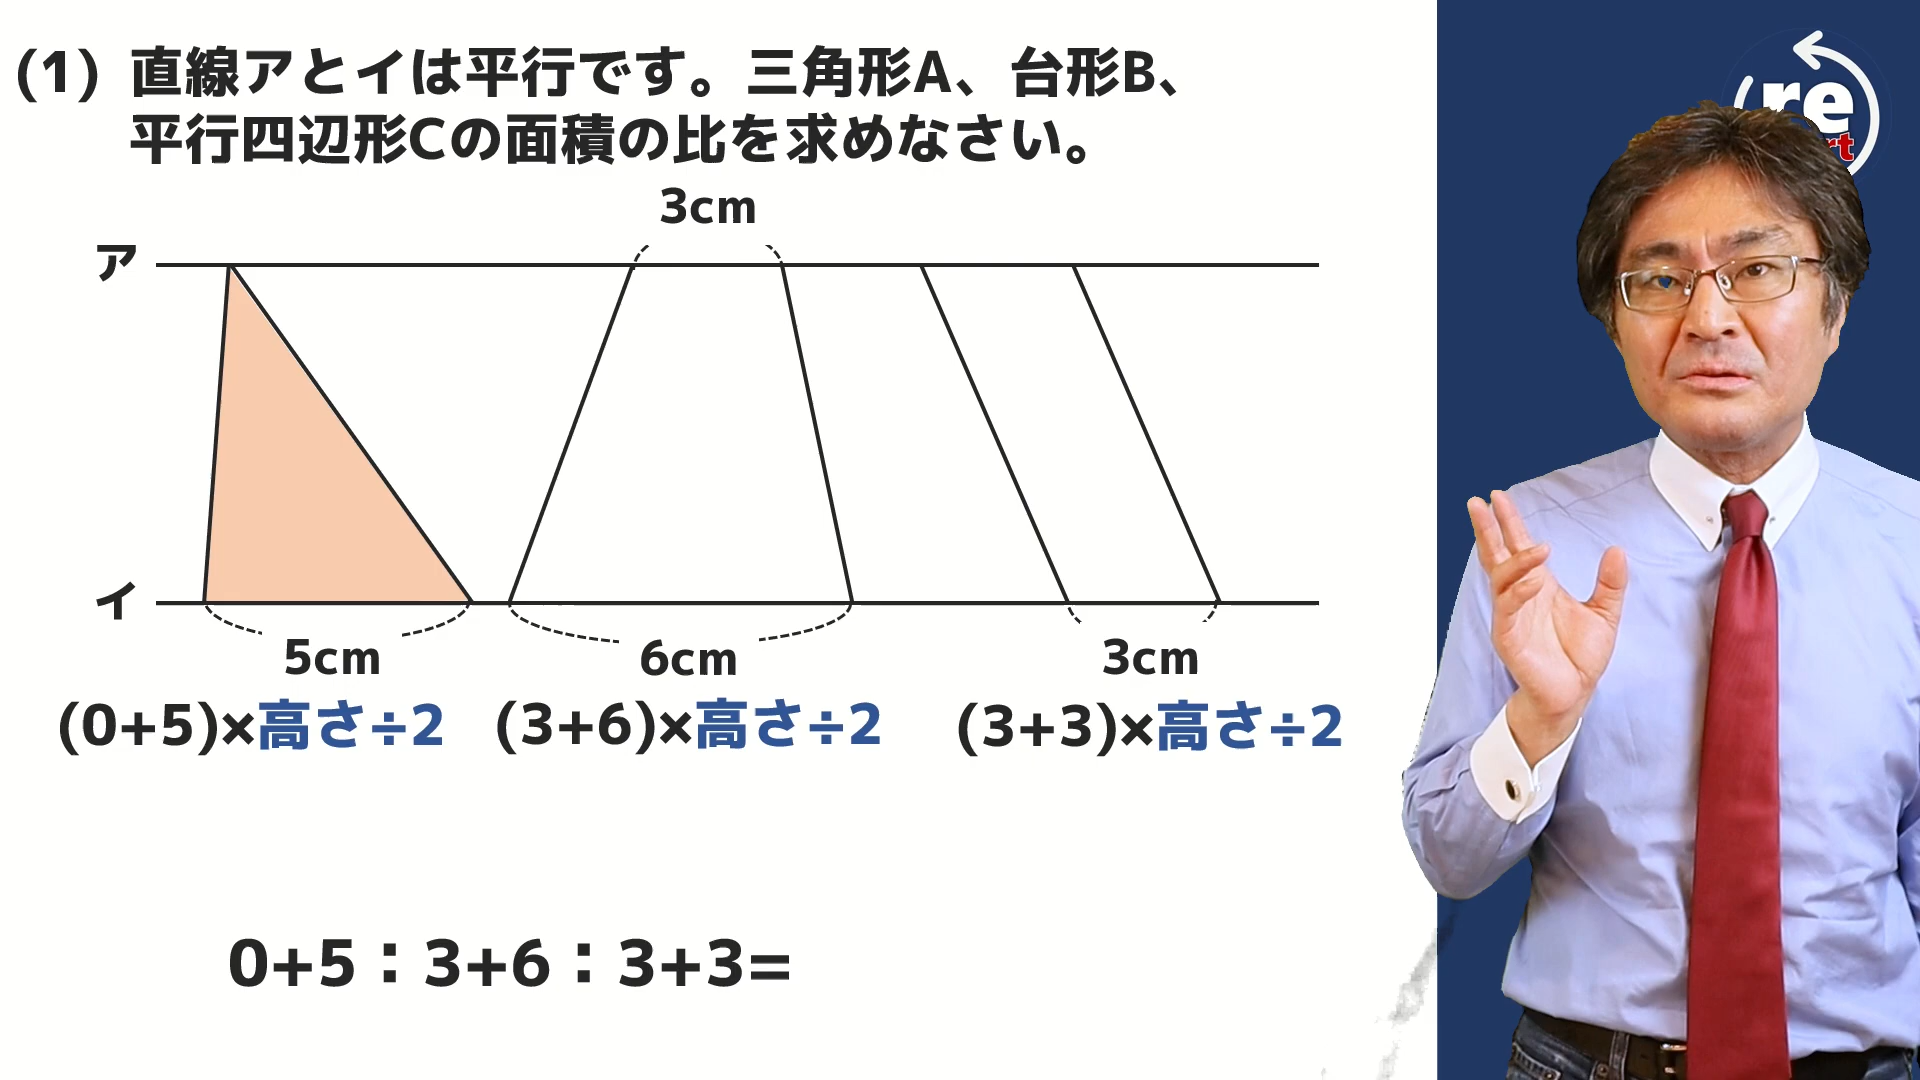 (1) 直線アとイは平行です。三角形A、台形B、
平行四辺形Cの面積の比を求めなさい。
re
rt
3cm
ア
イ
5cm 6cm 3cm
(0+5)×高さ÷2 (3+6)×高さ÷2 (3+3)×高さ÷2
0+5：3+6：3+3=